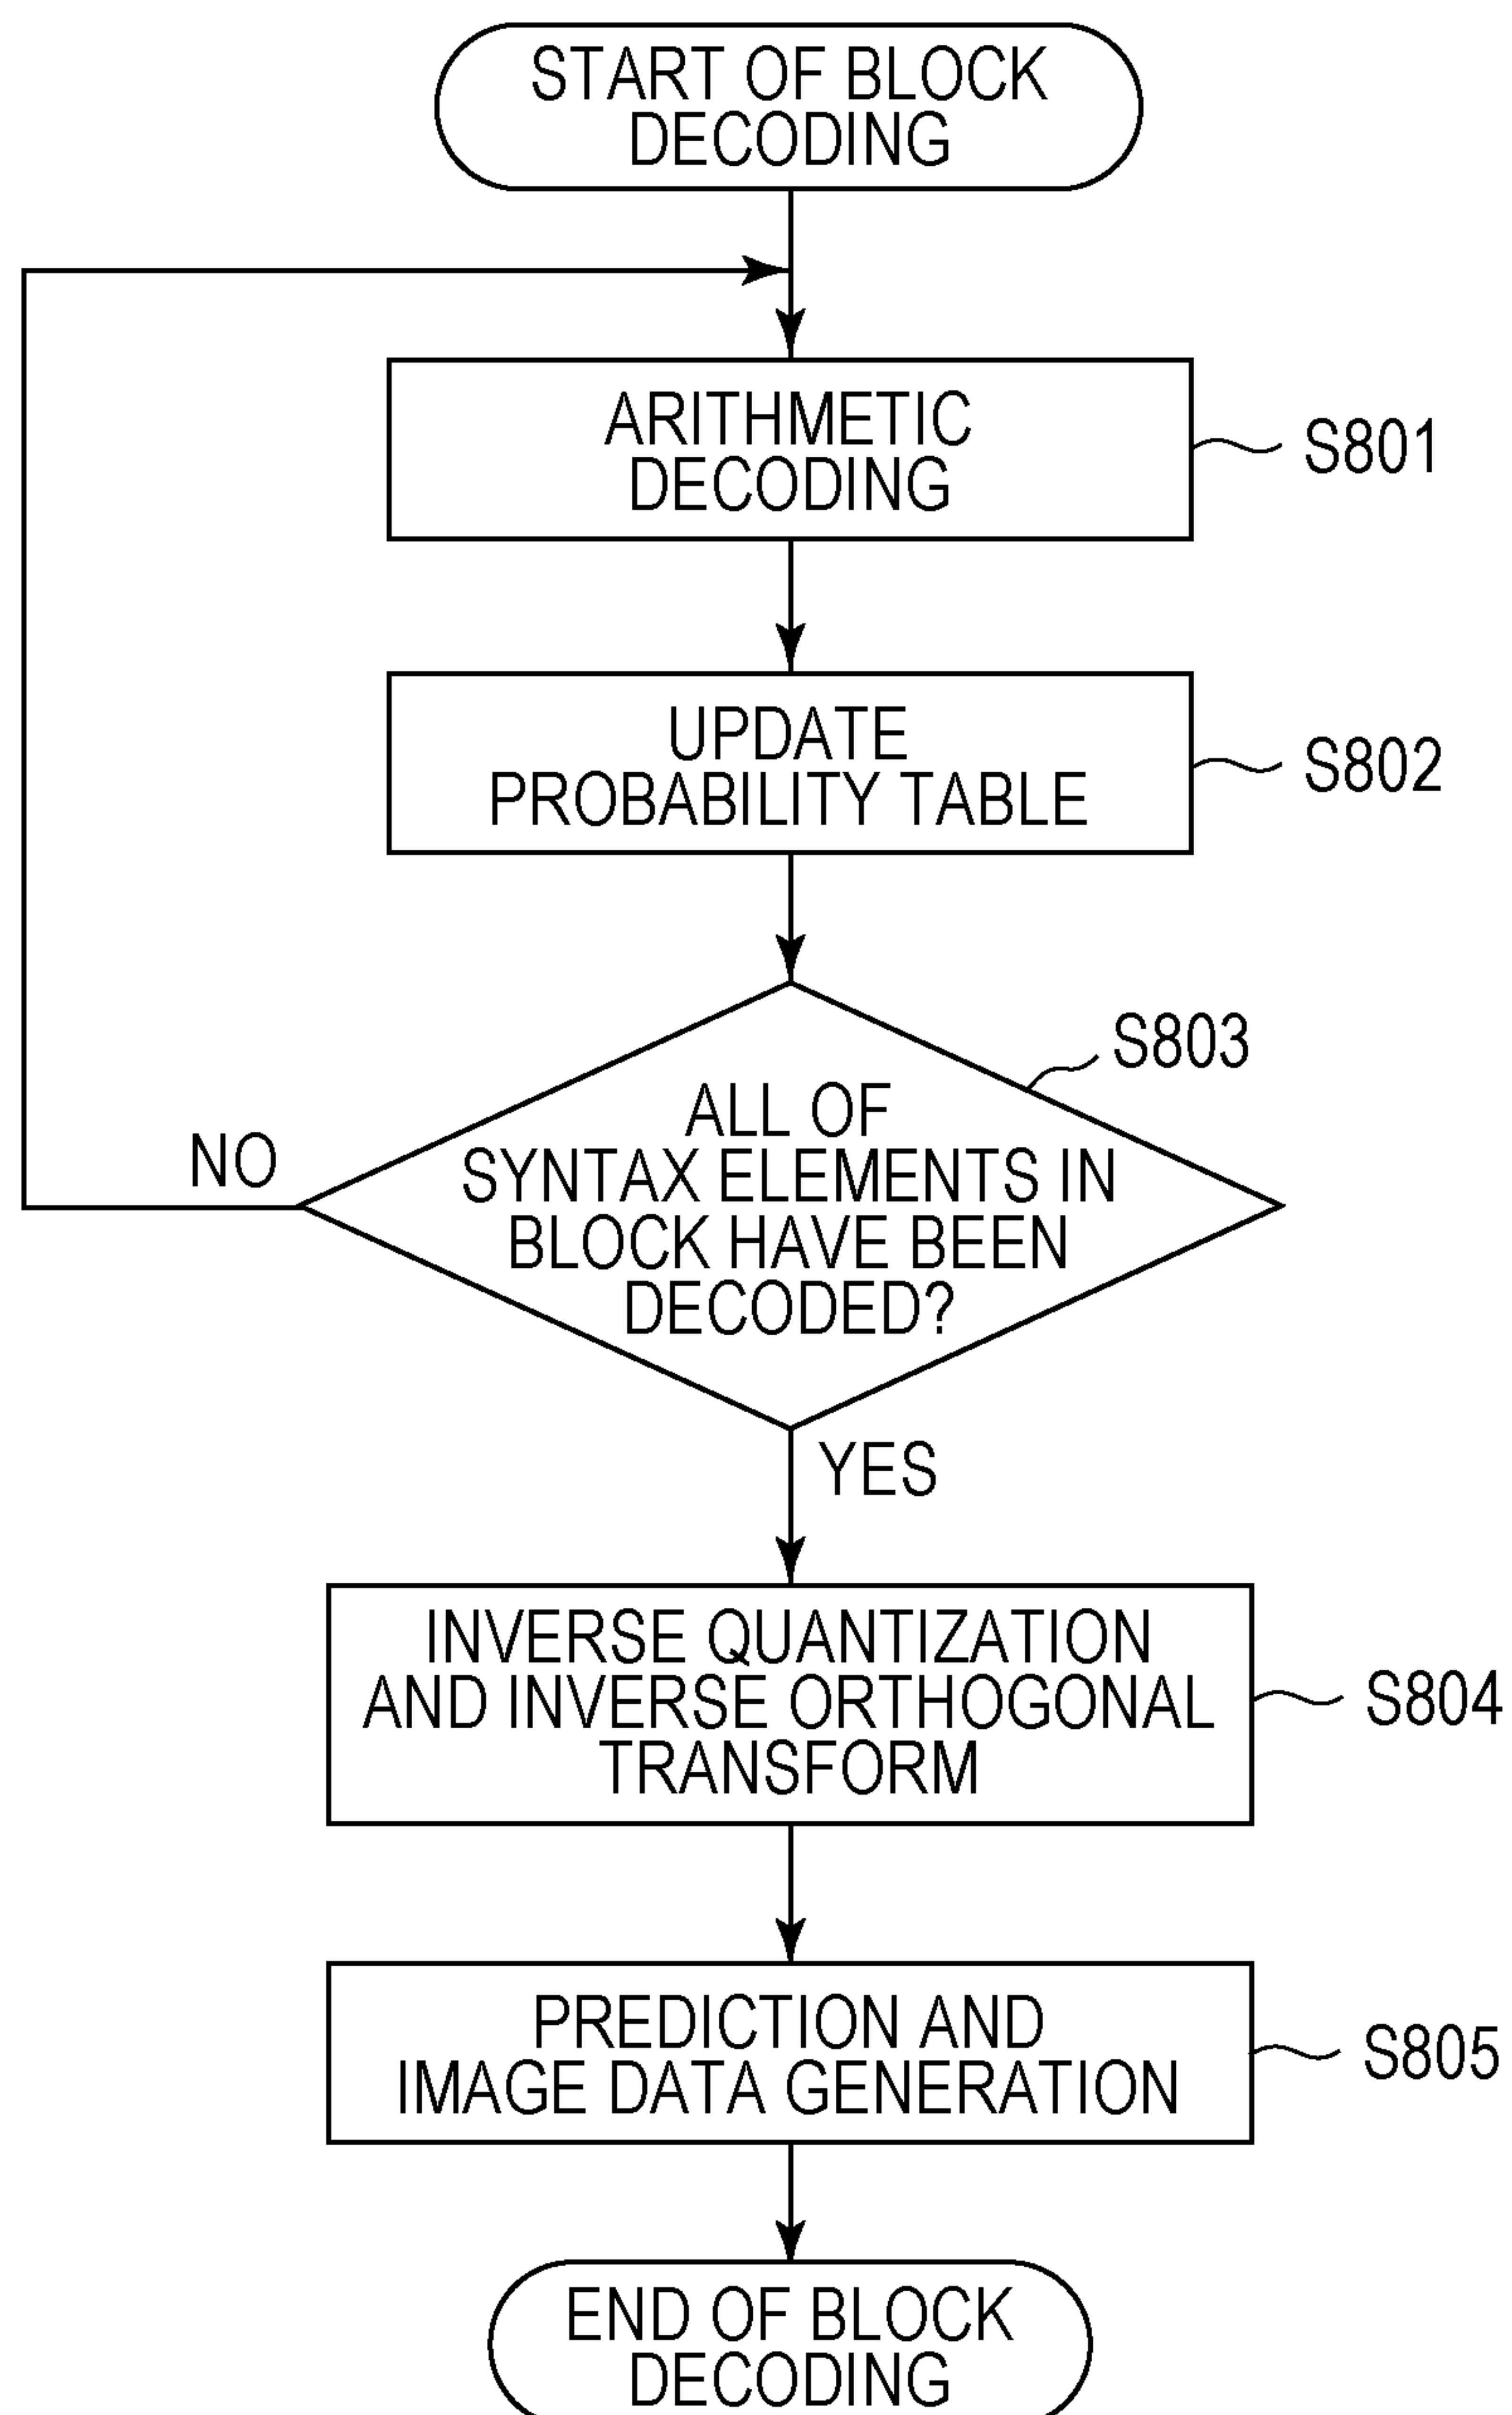 START OF BLOCK
DECODING
ARITHMETIC
DECODING
S801
UPDATE
PROBABILITY TABLE
S802
S803
ALL OF
SYNTAX ELEMENTS IN
BLOCK HAVE BEEN
DECODED?
NO
YES
INVERSE QUANTIZATION
AND INVERSE ORTHOGONAL
TRANSFORM
S804
PREDICTION AND
IMAGE DATA GENERATION
S805
END OF BLOCK
DECODING